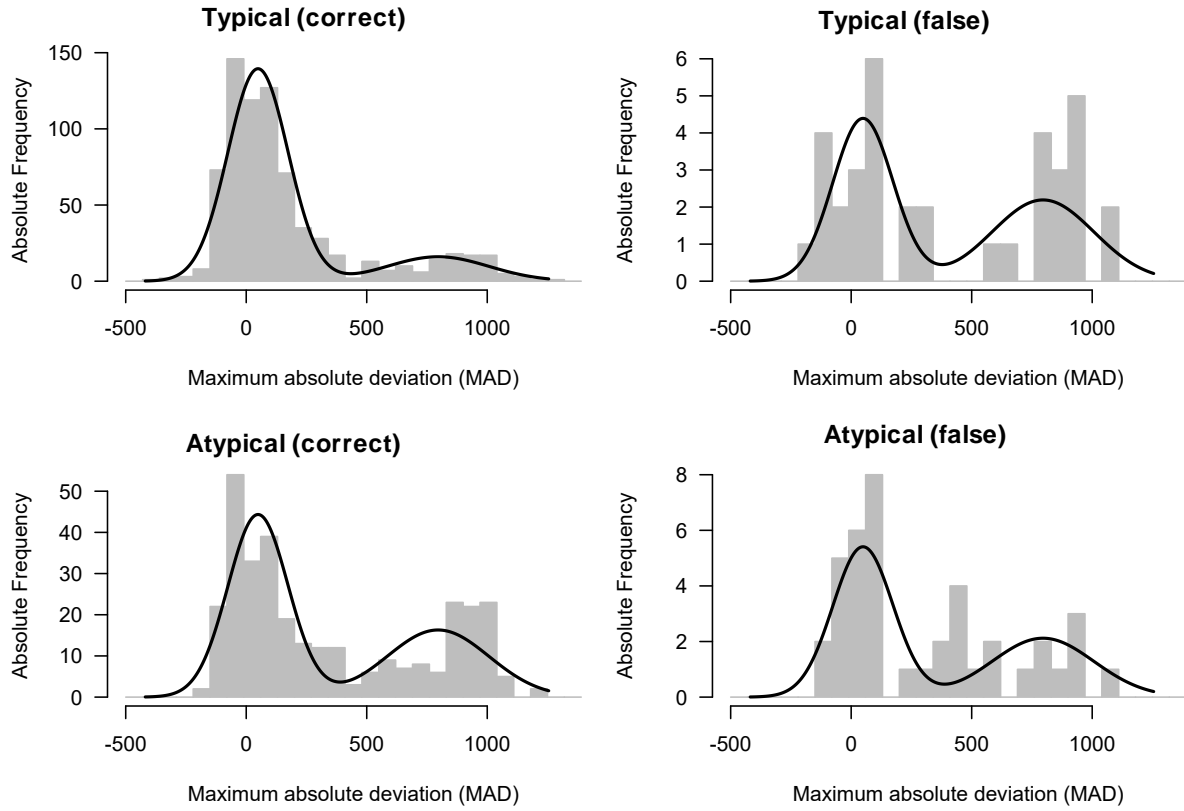 Typical (correct)
Absolute Frequency
150
100
50
0
-500 0 500 1000
Maximum absolute deviation (MAD)
Typical (false)
Absolute Frequency
6
5
4
3
2
1
0
-500 0 500 1000
Maximum absolute deviation (MAD)
Atypical (correct)
Absolute Frequency
50
40
30
20
10
0
-500 0 500 1000
Maximum absolute deviation (MAD)
Atypical (false)
Absolute Frequency
8
6
4
2
0
-500 0 500 1000
Maximum absolute deviation (MAD)